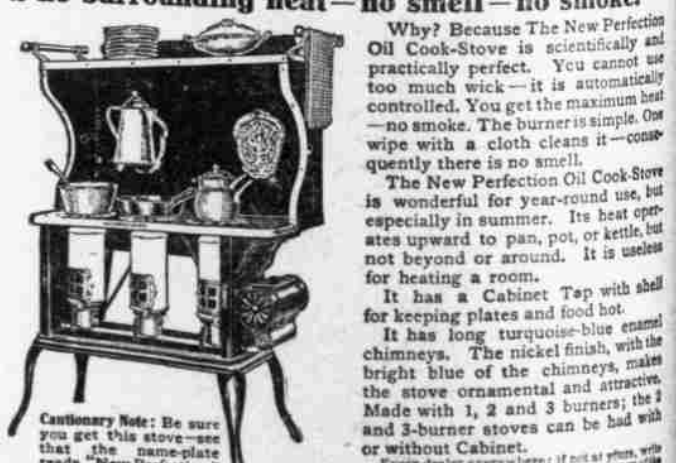 surrounding heat—no smell—no smoke.
Why? Because The New Perfection
Oil Cook-Stove is scientifically and
practically perfect. You cannot use
too much wick—it is automatically
controlled. You get the maximum heat
—no smoke. The burner is simple. One
wipe with a cloth cleans it—conse-
quently there is no smell.
The New Perfection Oil Cook-Stove
is wonderful for year-round use, but
especially in summer. Its heat oper-
ates upward to pan, pot, or kettle, but
not beyond or around. It is useless
for heating a room.
It has a Cabinet Top with shelf
for keeping plates and food hot.
It has long turquoise-blue enamel
chimneys. The nickel finish, with the
bright blue of the chimneys, makes
the stove ornamental and attractive.
Made with 1, 2 and 3 burners; the 2
and 3-burner stoves can be had with
or without Cabinet.
Cautionary Note: Be sure
you get this stove—see
that the name-plate